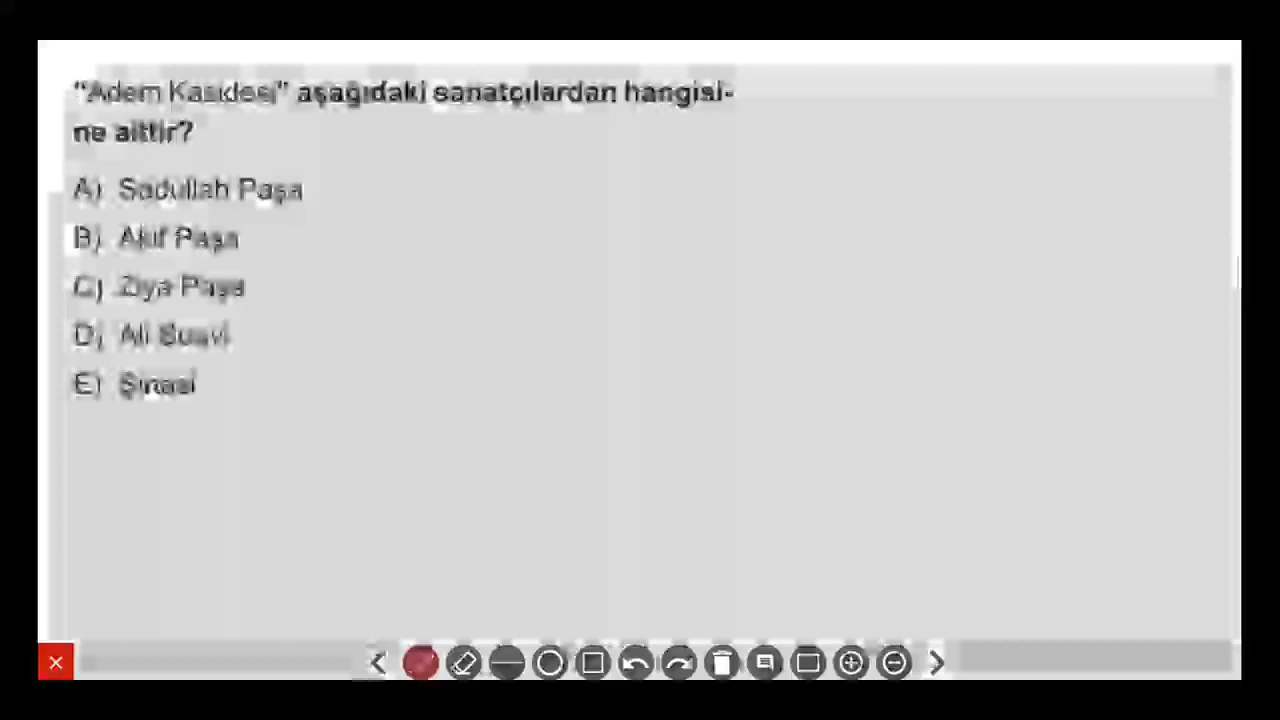 "Adem Kasidesi" aşağıdaki sanatçılardan hangisi-
ne aittir?
A) Sadullah Paşa
B) Akif Paşa
C) Ziya Paşa
D) Ali Suavi
E) Şinasi